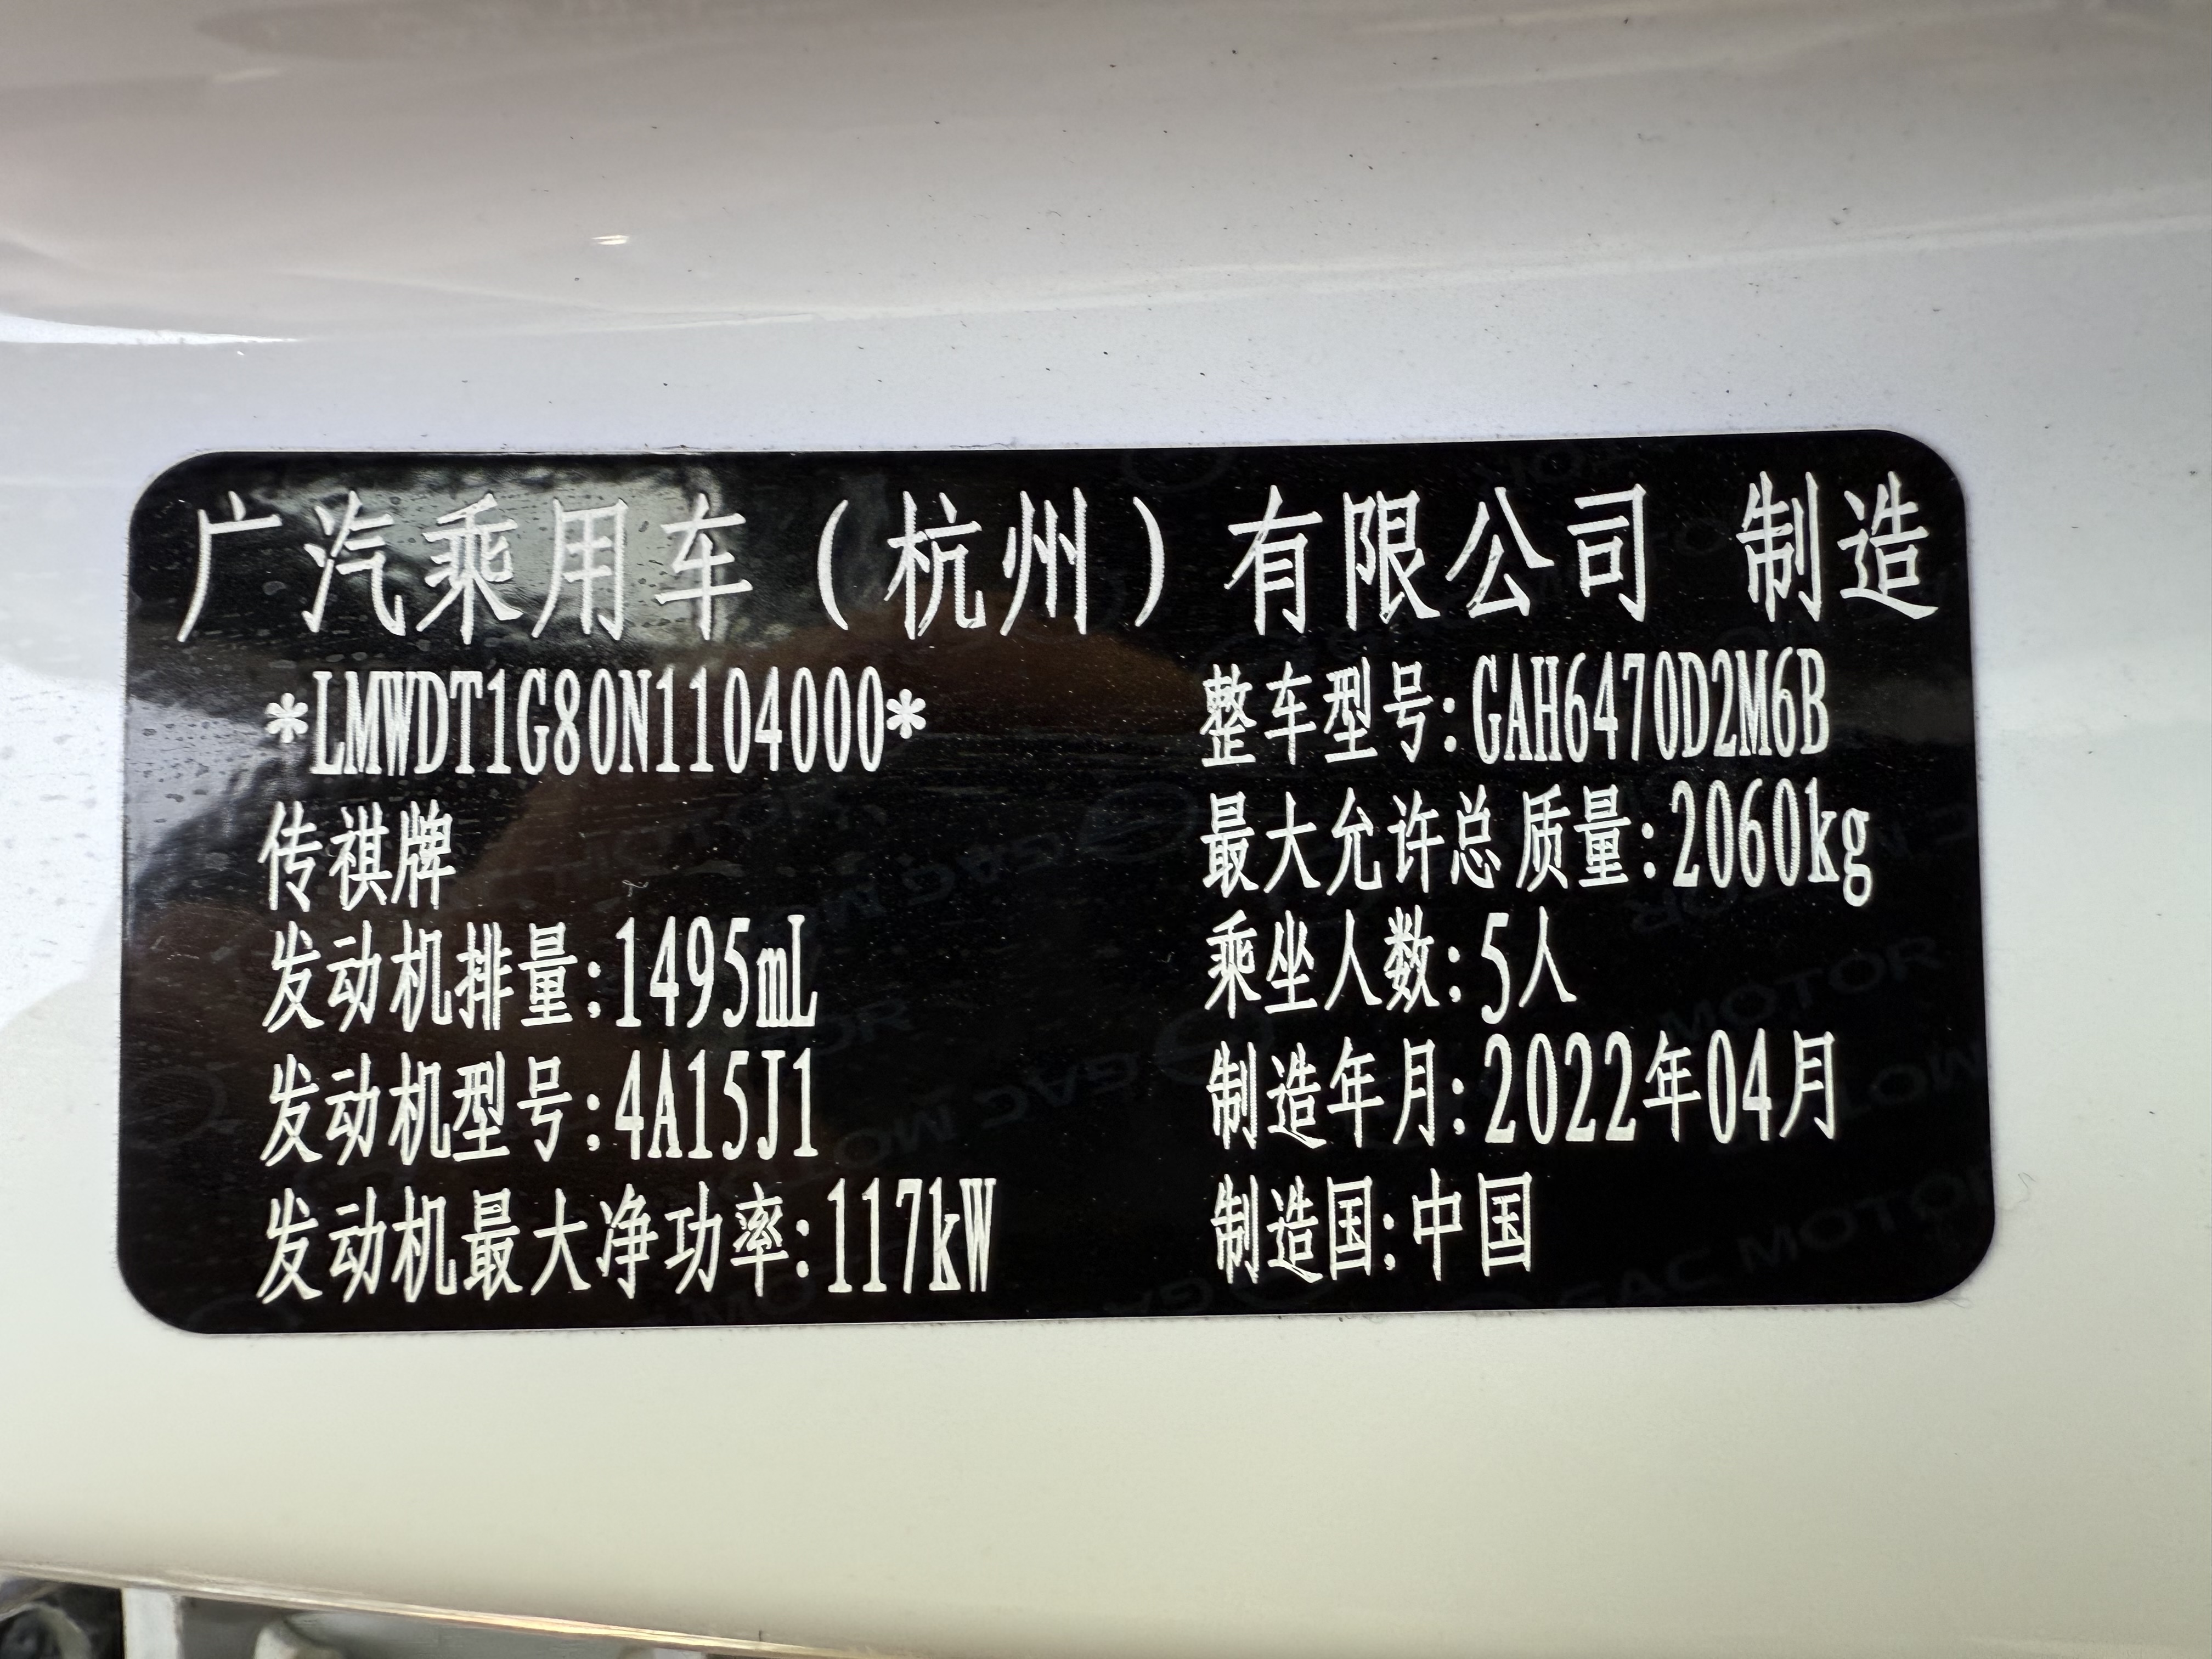 广汽乘用车（杭州）有限公司 制造
*LMWDT1G80N1104000*
整车型号:GAH6470D2M6B
传祺牌
最大允许总质量:2060kg
发动机排量:1495mL
乘坐人数:5人
发动机型号:4A15J1
制造年月:2022年04月
发动机最大净功率:117kW
制造国:中国
GAC MOTOR